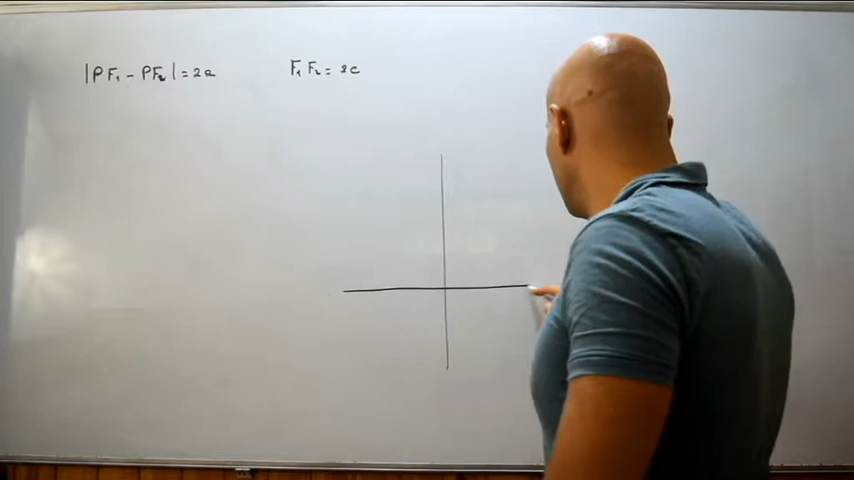 |PF₁ - PF₂| = 2a
F₁F₂ = 2c